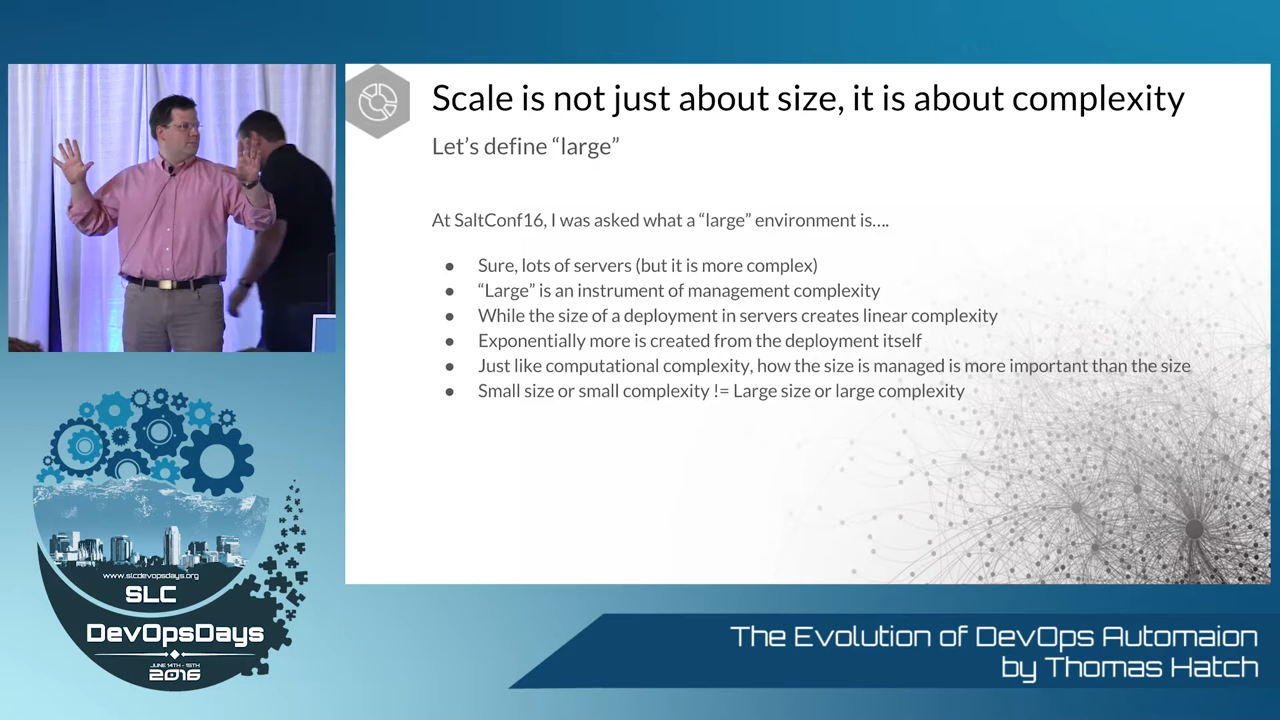 Scale is not just about size, it is about complexity
Let's define “large”
At SaltConf16, I was asked what a “large” environment is....
● Sure, lots of servers (but it is more complex)
● “Large” is an instrument of management complexity
● While the size of a deployment in servers creates linear complexity
● Exponentially more is created from the deployment itself
● Just like computational complexity, how the size is managed is more important than the size
● Small size or small complexity != Large size or large complexity
www.slcdevopsdays.org
SLC
DevOpsDays
JUNE 14TH - 15TH
2016
The Evolution of DevOps Automaion
by Thomas Hatch